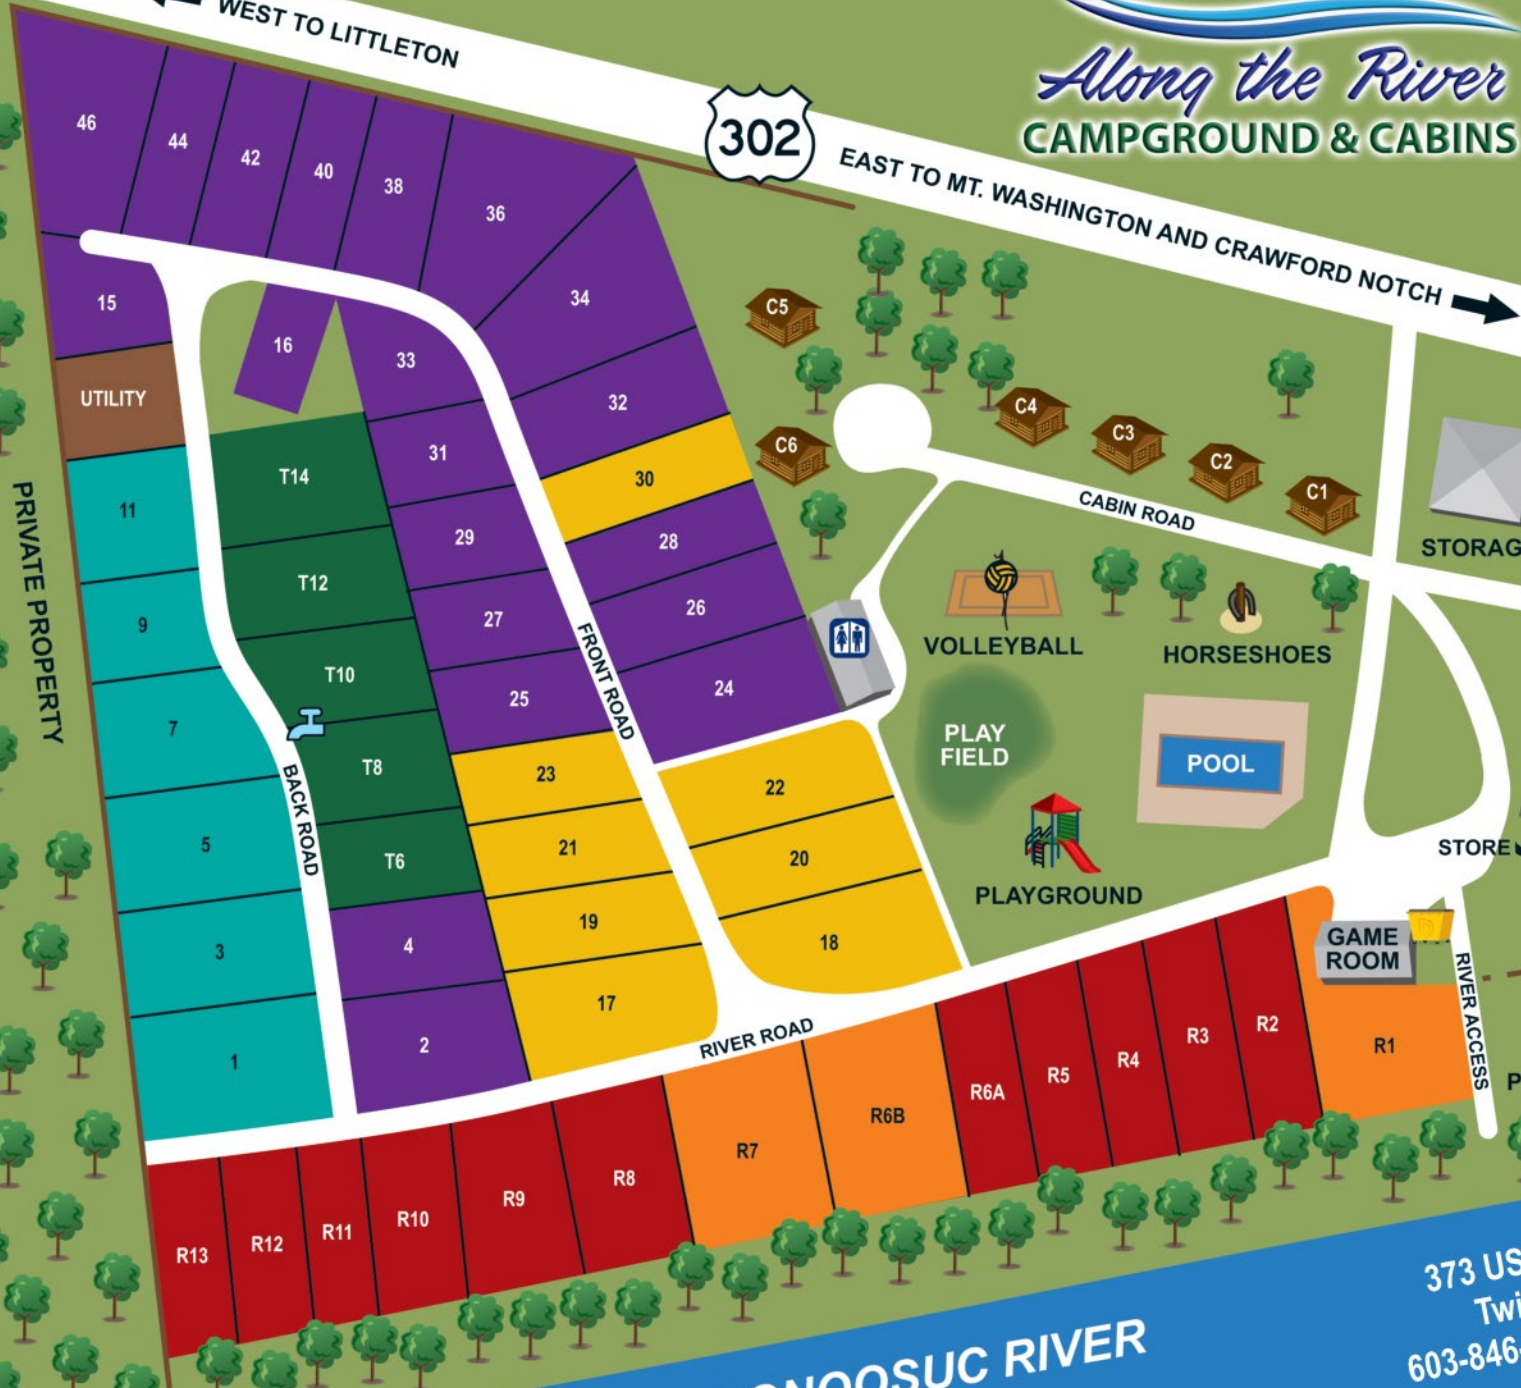 WEST TO LITTLETON
302
EAST TO MT. WASHINGTON AND CRAWFORD NOTCH
Along the River
CAMPGROUND & CABINS
46
44
42
40
38
36
34
15
16
33
32
UTILITY
31
30
T14
11
29
28
T12
9
27
26
T10
25
24
7
T8
23
22
5
T6
21
20
3
4
19
18
1
2
17
PRIVATE PROPERTY
BACK ROAD
FRONT ROAD
RIVER ROAD
C5
C6
C4
C3
C2
C1
CABIN ROAD
STORAG
VOLLEYBALL
HORSESHOES
PLAY
FIELD
POOL
PLAYGROUND
STORE
GAME
ROOM
D
RIVER ACCESS
P
R13
R12
R11
R10
R9
R8
R7
R6B
R6A
R5
R4
R3
R2
R1
ONOOSUC RIVER
373 US
Twi
603-846-